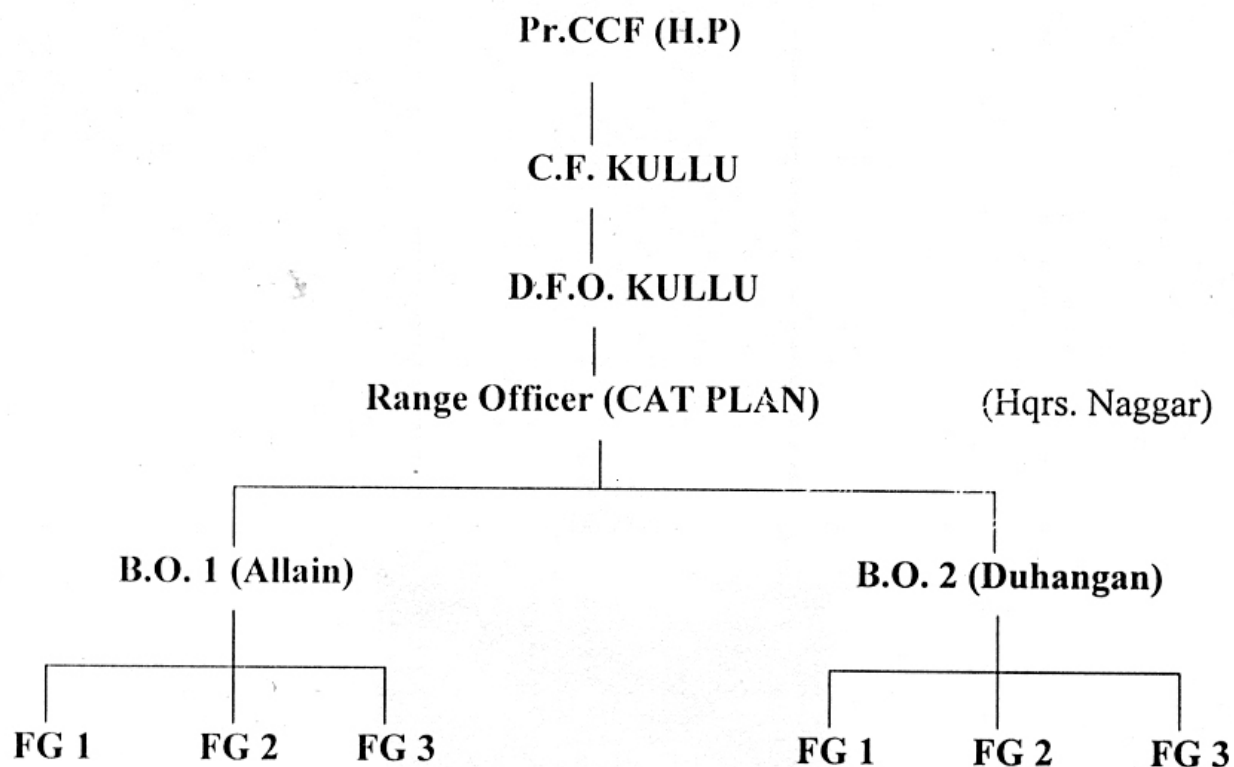 Pr.CCF (H.P)
C.F. KULLU
D.F.O. KULLU
Range Officer (CAT PLAN) (Hqrs. Naggar)
B.O. 1 (Allain) B.O. 2 (Duhangan)
FG 1 FG 2 FG 3 FG 1 FG 2 FG 3